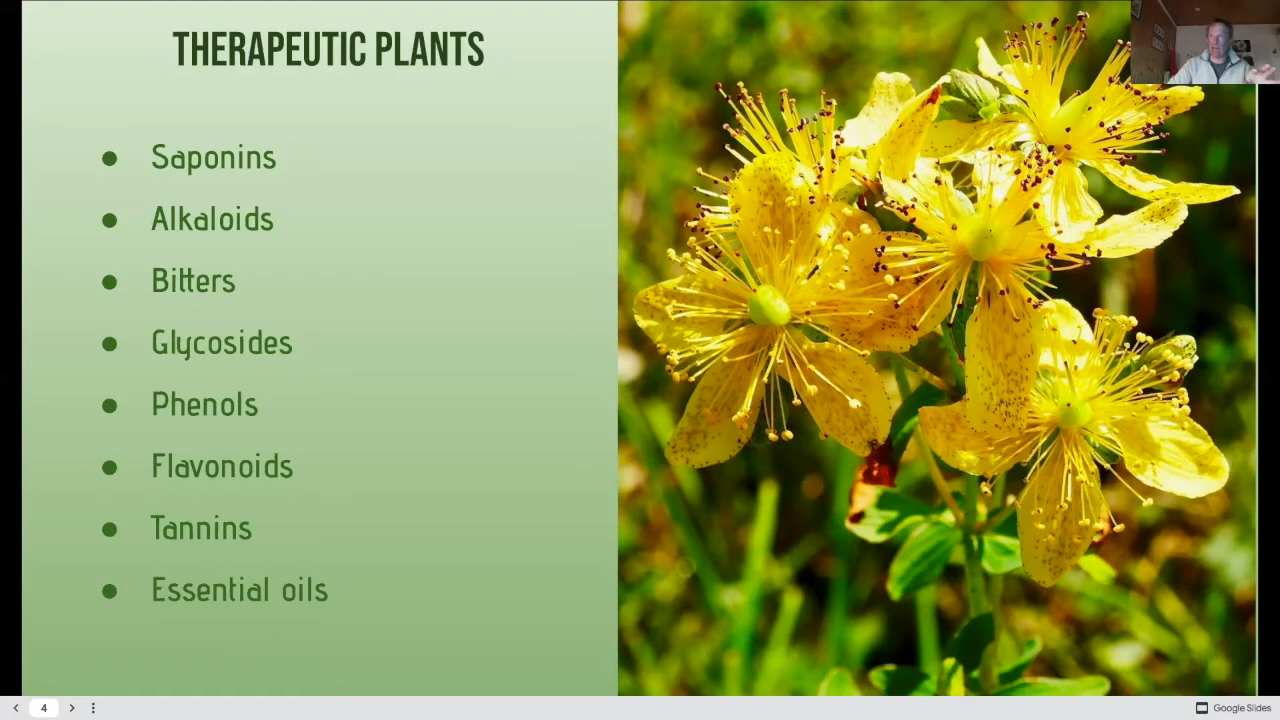 THERAPEUTIC PLANTS
● Saponins
● Alkaloids
● Bitters
● Glycosides
● Phenols
● Flavonoids
● Tannins
● Essential oils
4
Google Slides